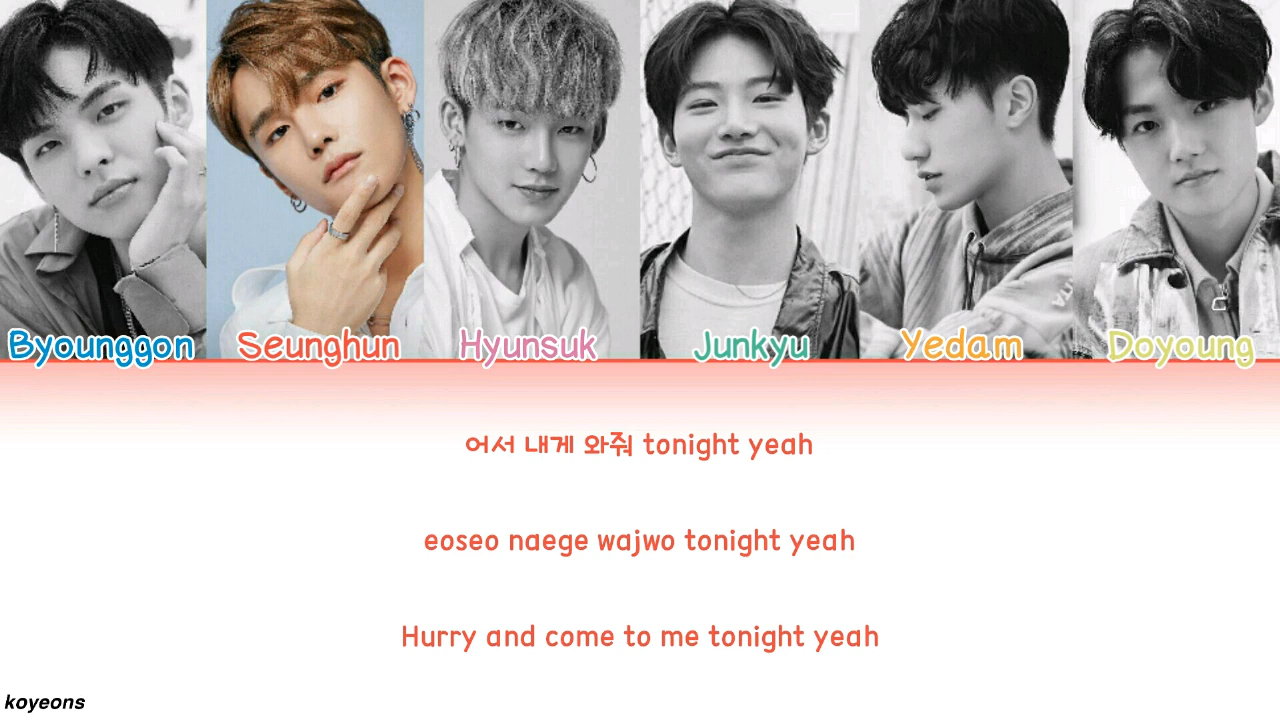 Byounggon Seunghun Hyunsuk Junkyu Yedam Doyoung
어서 내게 와줘 tonight yeah
eoseo naege wajwo tonight yeah
Hurry and come to me tonight yeah
koyeons